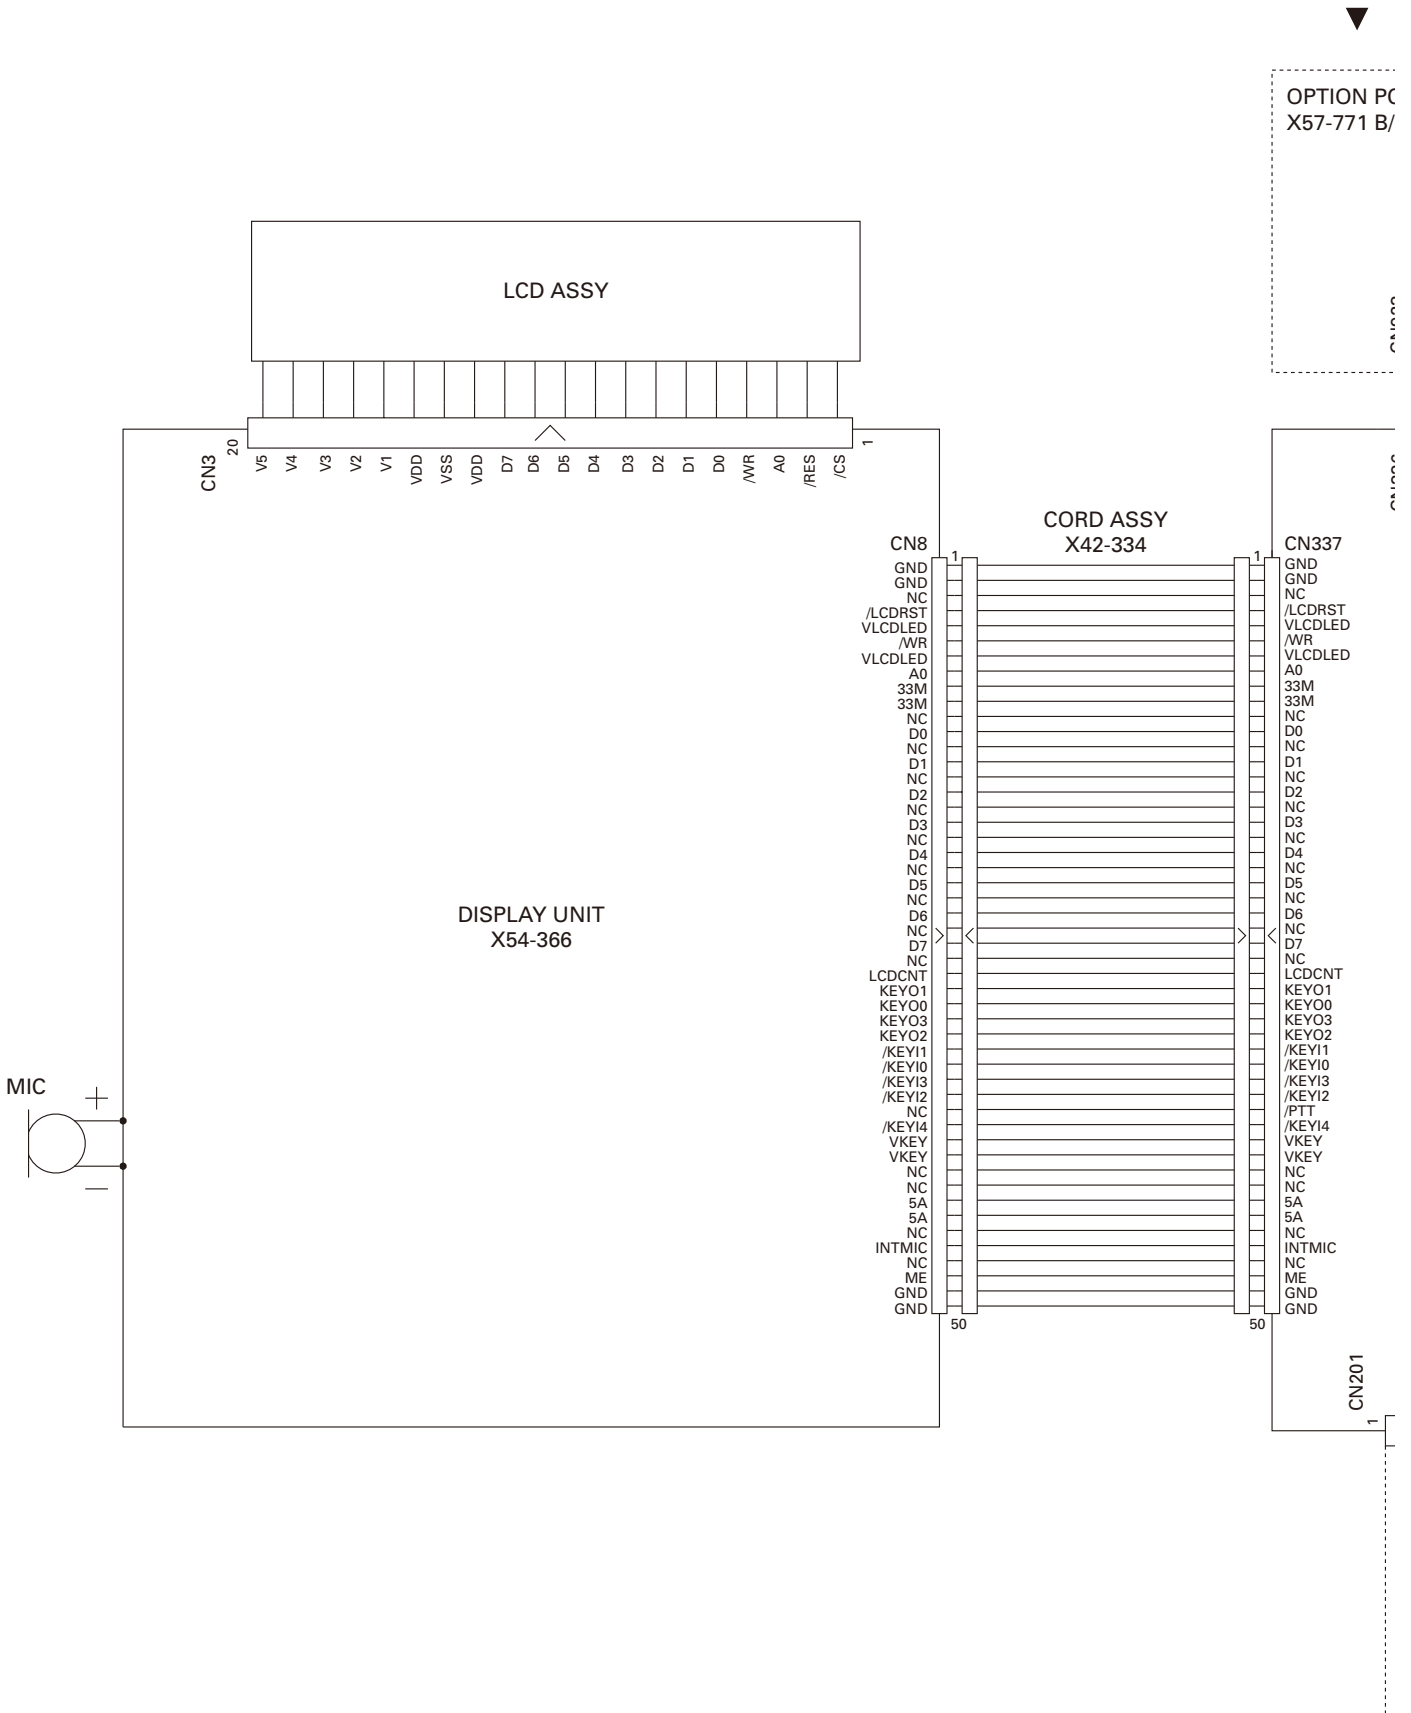 OPTION
X57-771 B/
LCD ASSY
CN3
20
V5
V4
V3
V2
V1
VDD
VSS
VDD
D7
D6
D5
D4
D3
D2
D1
D0
/WR
A0
/RES
/CS
1
CORD ASSY
X42-334
CN8
1
GND
GND
NC
/LCDRST
VLCDLED
/WR
VLCDLED
A0
33M
33M
NC
D0
NC
D1
NC
D2
NC
D3
NC
D4
NC
D5
NC
D6
NC
D7
NC
LCDCNT
KEYO1
KEYO0
KEYO3
KEYO2
/KEYI1
/KEYI0
/KEYI3
/KEYI2
NC
/KEYI4
VKEY
VKEY
NC
NC
5A
5A
NC
INTMIC
NC
ME
GND
GND
50
1
CN337
GND
GND
NC
/LCDRST
VLCDLED
/WR
VLCDLED
A0
33M
33M
NC
D0
NC
D1
NC
D2
NC
D3
NC
D4
NC
D5
NC
D6
NC
D7
NC
LCDCNT
KEYO1
KEYO0
KEYO3
KEYO2
/KEYI1
/KEYI0
/KEYI3
/KEYI2
/PTT
/KEYI4
VKEY
VKEY
NC
NC
5A
5A
NC
INTMIC
NC
ME
GND
GND
50
DISPLAY UNIT
X54-366
MIC
+
−
CN201
1